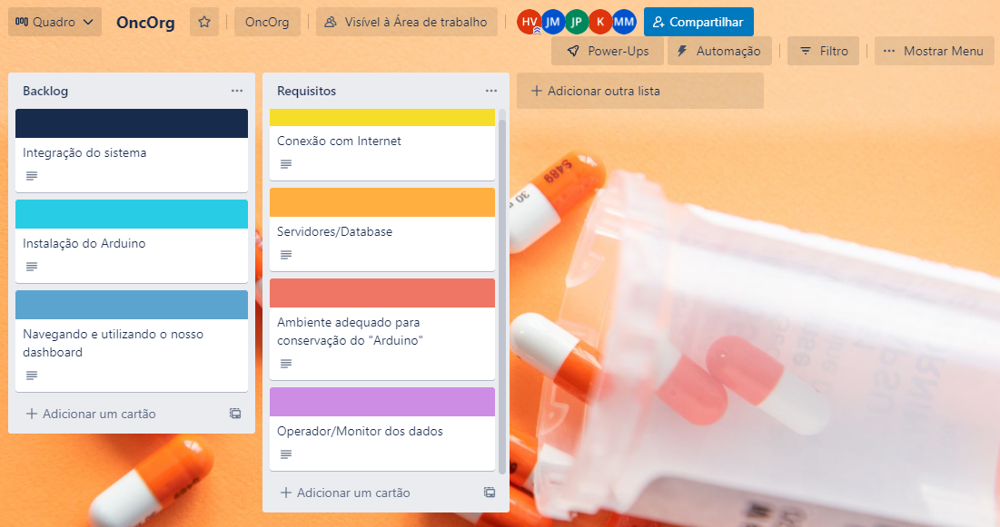 Quadro
OncOrg
OncOrg
Visível à Área de trabalho
HV
JM
JP
K
MM
Compartilhar
Power-Ups
Automação
Filtro
Mostrar Menu
Backlog
Integração do sistema
Instalação do Arduino
Navegando e utilizando o nosso
dashboard
Adicionar um cartão
Requisitos
Conexão com Internet
Servidores/Database
Ambiente adequado para
conservação do "Arduino"
Operador/Monitor dos dados
Adicionar um cartão
Adicionar outra lista
S489
30